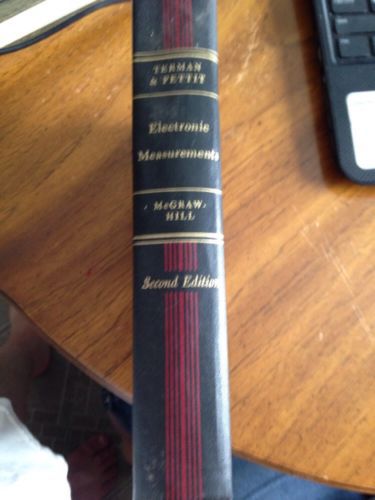 TERMAN
& PETTIT
Electronic
Measurements
McGRAW-
HILL
Second Edition